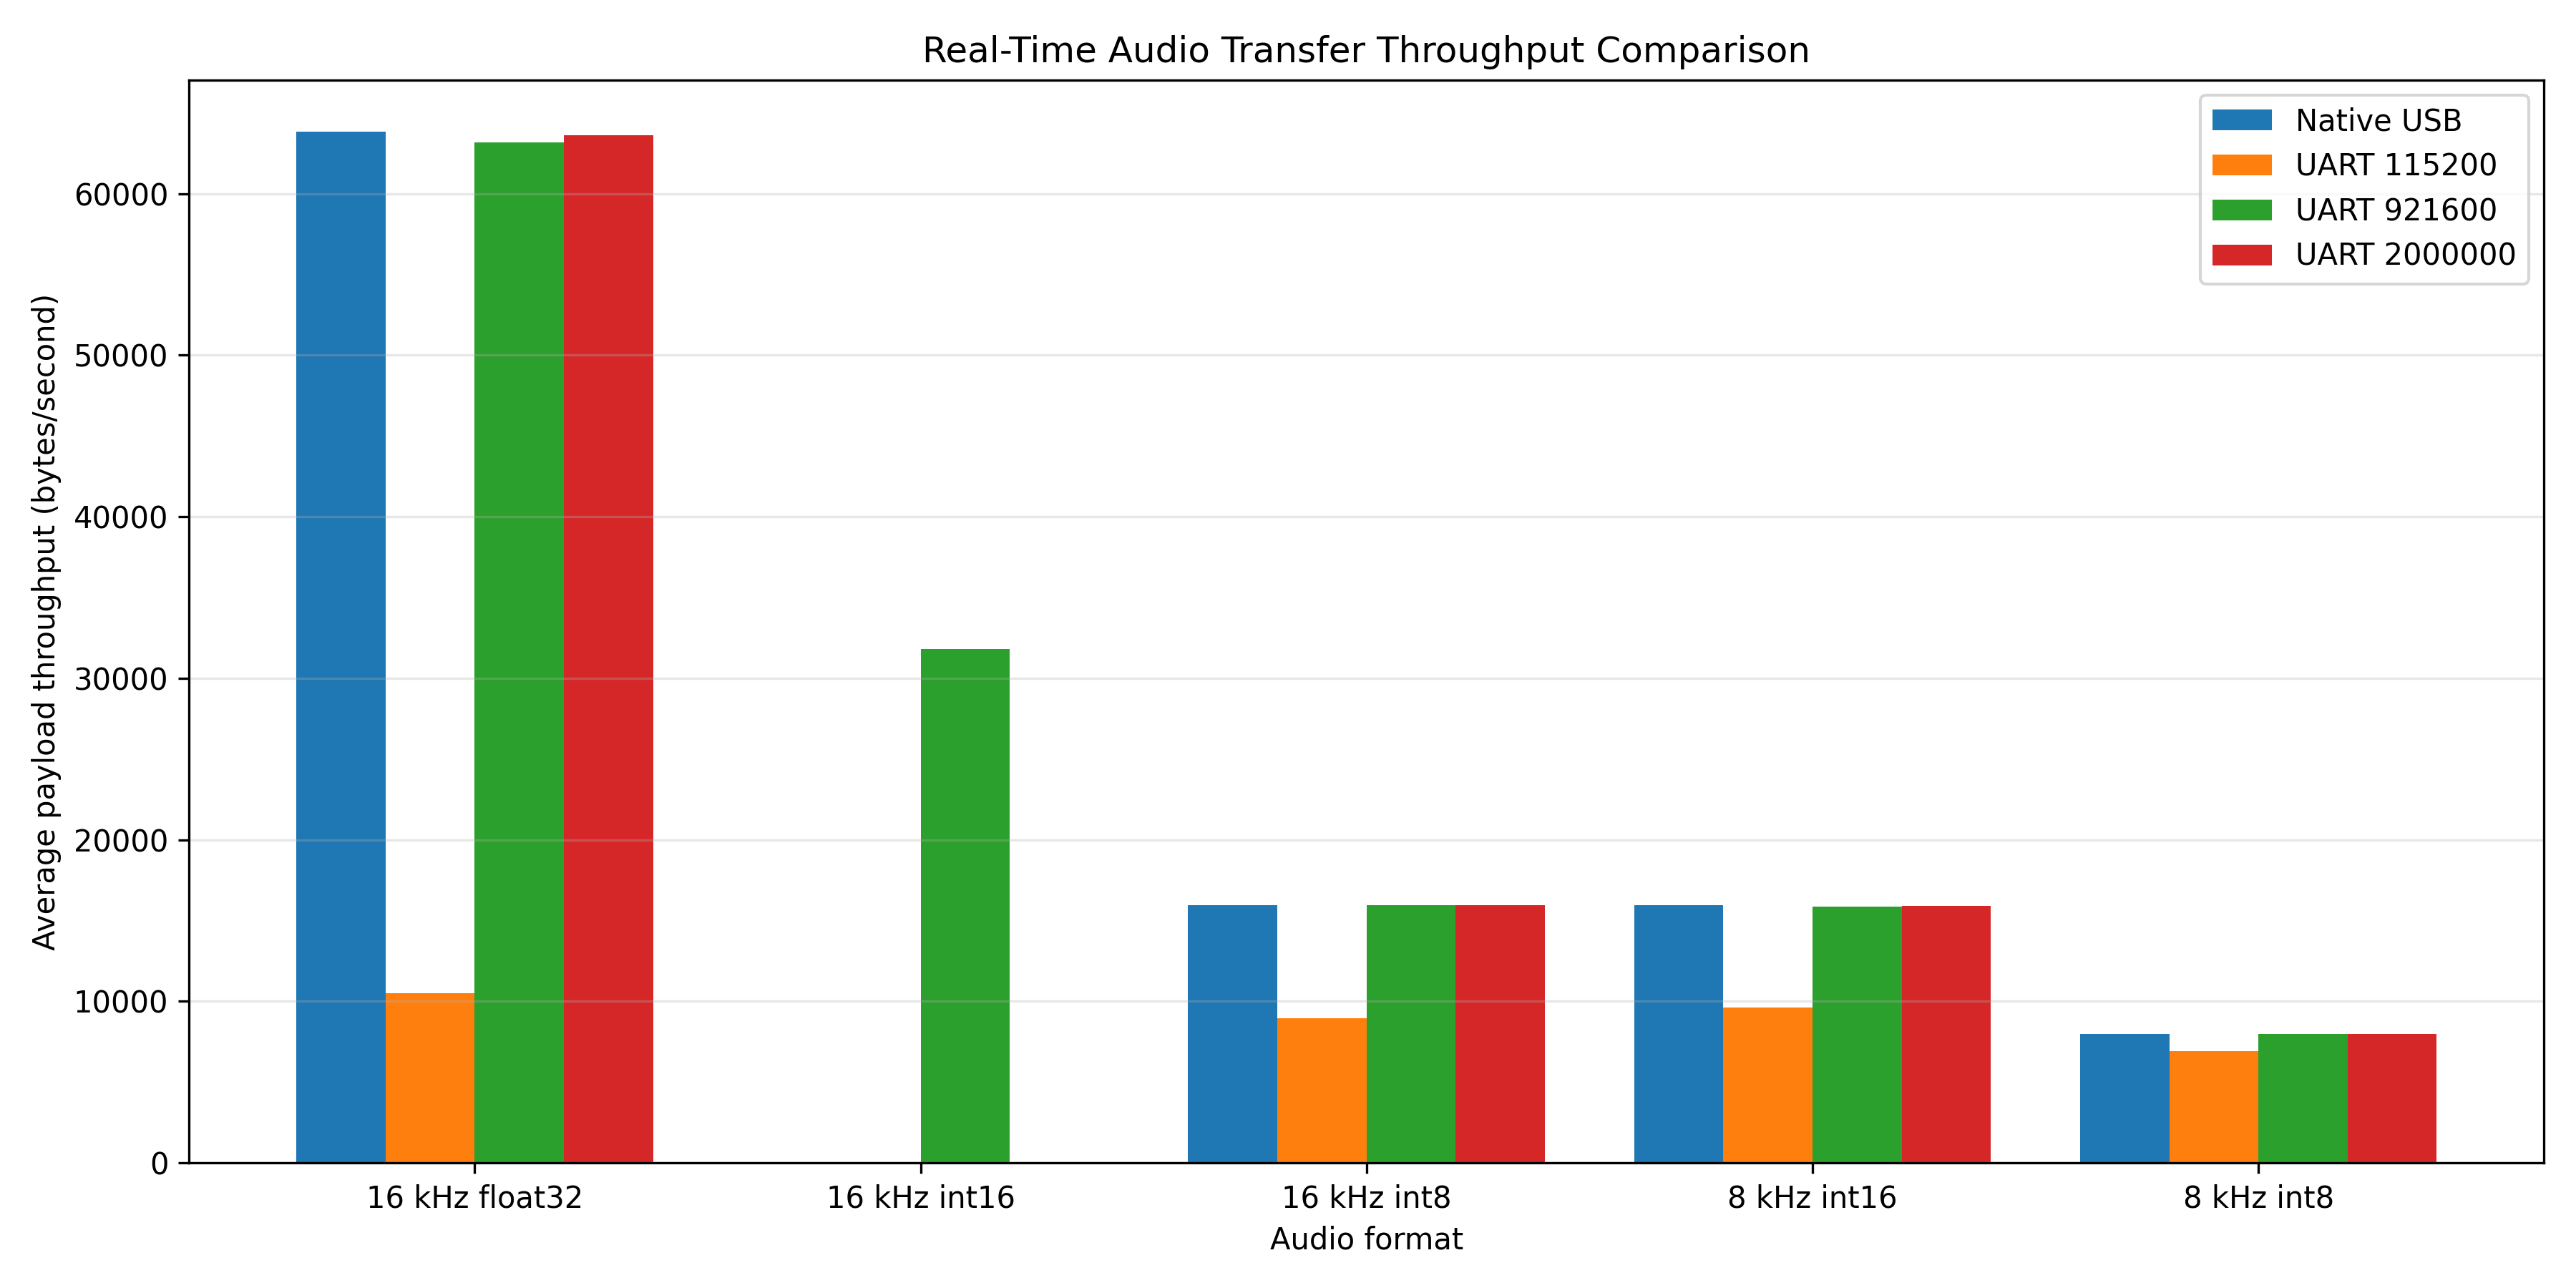 Real-Time Audio Transfer Throughput Comparison
Native USB
UART 115200
UART 921600
UART 2000000
Average payload throughput (bytes/second)
60000
50000
40000
30000
20000
10000
0
16 kHz float32
16 kHz int16
16 kHz int8
8 kHz int16
8 kHz int8
Audio format